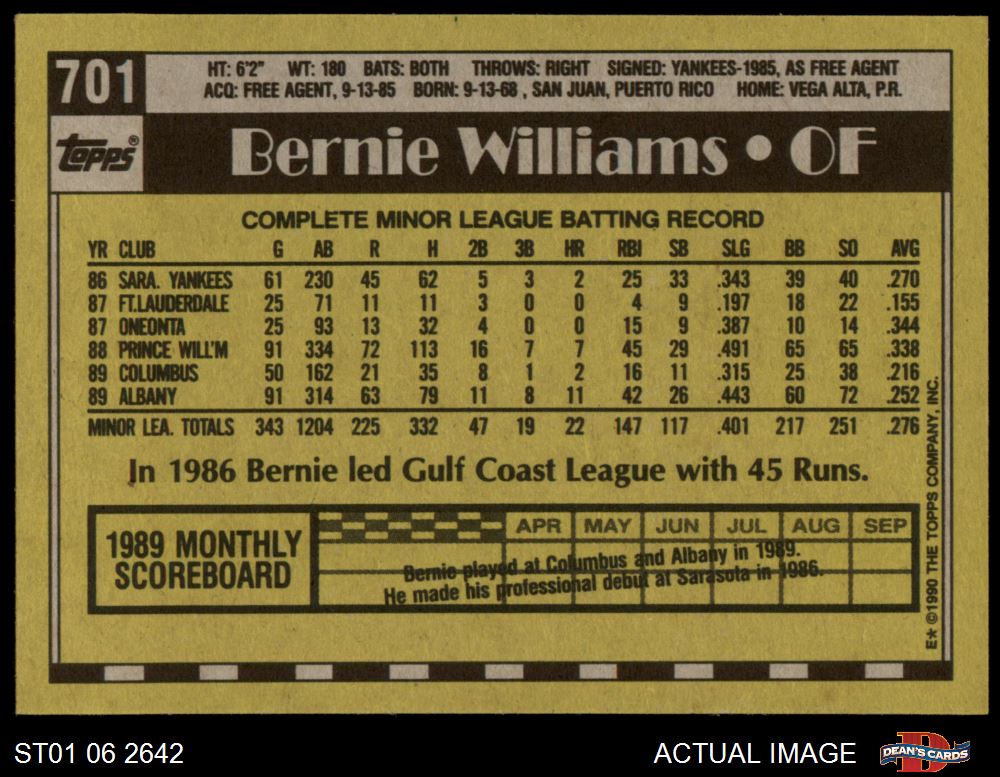 701
HT: 6'2" WT: 180 BATS: BOTH THROWS: RIGHT SIGNED: YANKEES-1985, AS FREE AGENT
ACQ: FREE AGENT, 9-13-85 BORN: 9-13-68 , SAN JUAN, PUERTO RICO HOME: VEGA ALTA, P.R.
topps®
Bernie Williams • OF
COMPLETE MINOR LEAGUE BATTING RECORD
YR CLUB G AB R H 2B 3B HR RBI SB SLG BB SO AVG
86 SARA. YANKEES 61 230 45 62 5 3 2 25 33 .343 39 40 .270
87 FT.LAUDERDALE 25 71 11 11 3 0 0 4 9 .197 18 22 .155
87 ONEONTA 25 93 13 32 4 0 0 15 9 .387 10 14 .344
88 PRINCE WILL'M 91 334 72 113 16 7 7 45 29 .491 65 65 .338
89 COLUMBUS 50 162 21 35 8 1 2 16 11 .315 25 38 .216
89 ALBANY 91 314 63 79 11 8 11 42 26 .443 60 72 .252
MINOR LEA. TOTALS 343 1204 225 332 47 19 22 147 117 .401 217 251 .276
In 1986 Bernie led Gulf Coast League with 45 Runs.
1989 MONTHLY
SCOREBOARD
APR MAY JUN JUL AUG SEP
Bernie played at Columbus and Albany in 1989.
He made his professional debut at Sarasota in 1986.
E* ©1990 THE TOPPS COMPANY, INC.
ST01 06 2642
ACTUAL IMAGE
D
DEAN'S CARDS